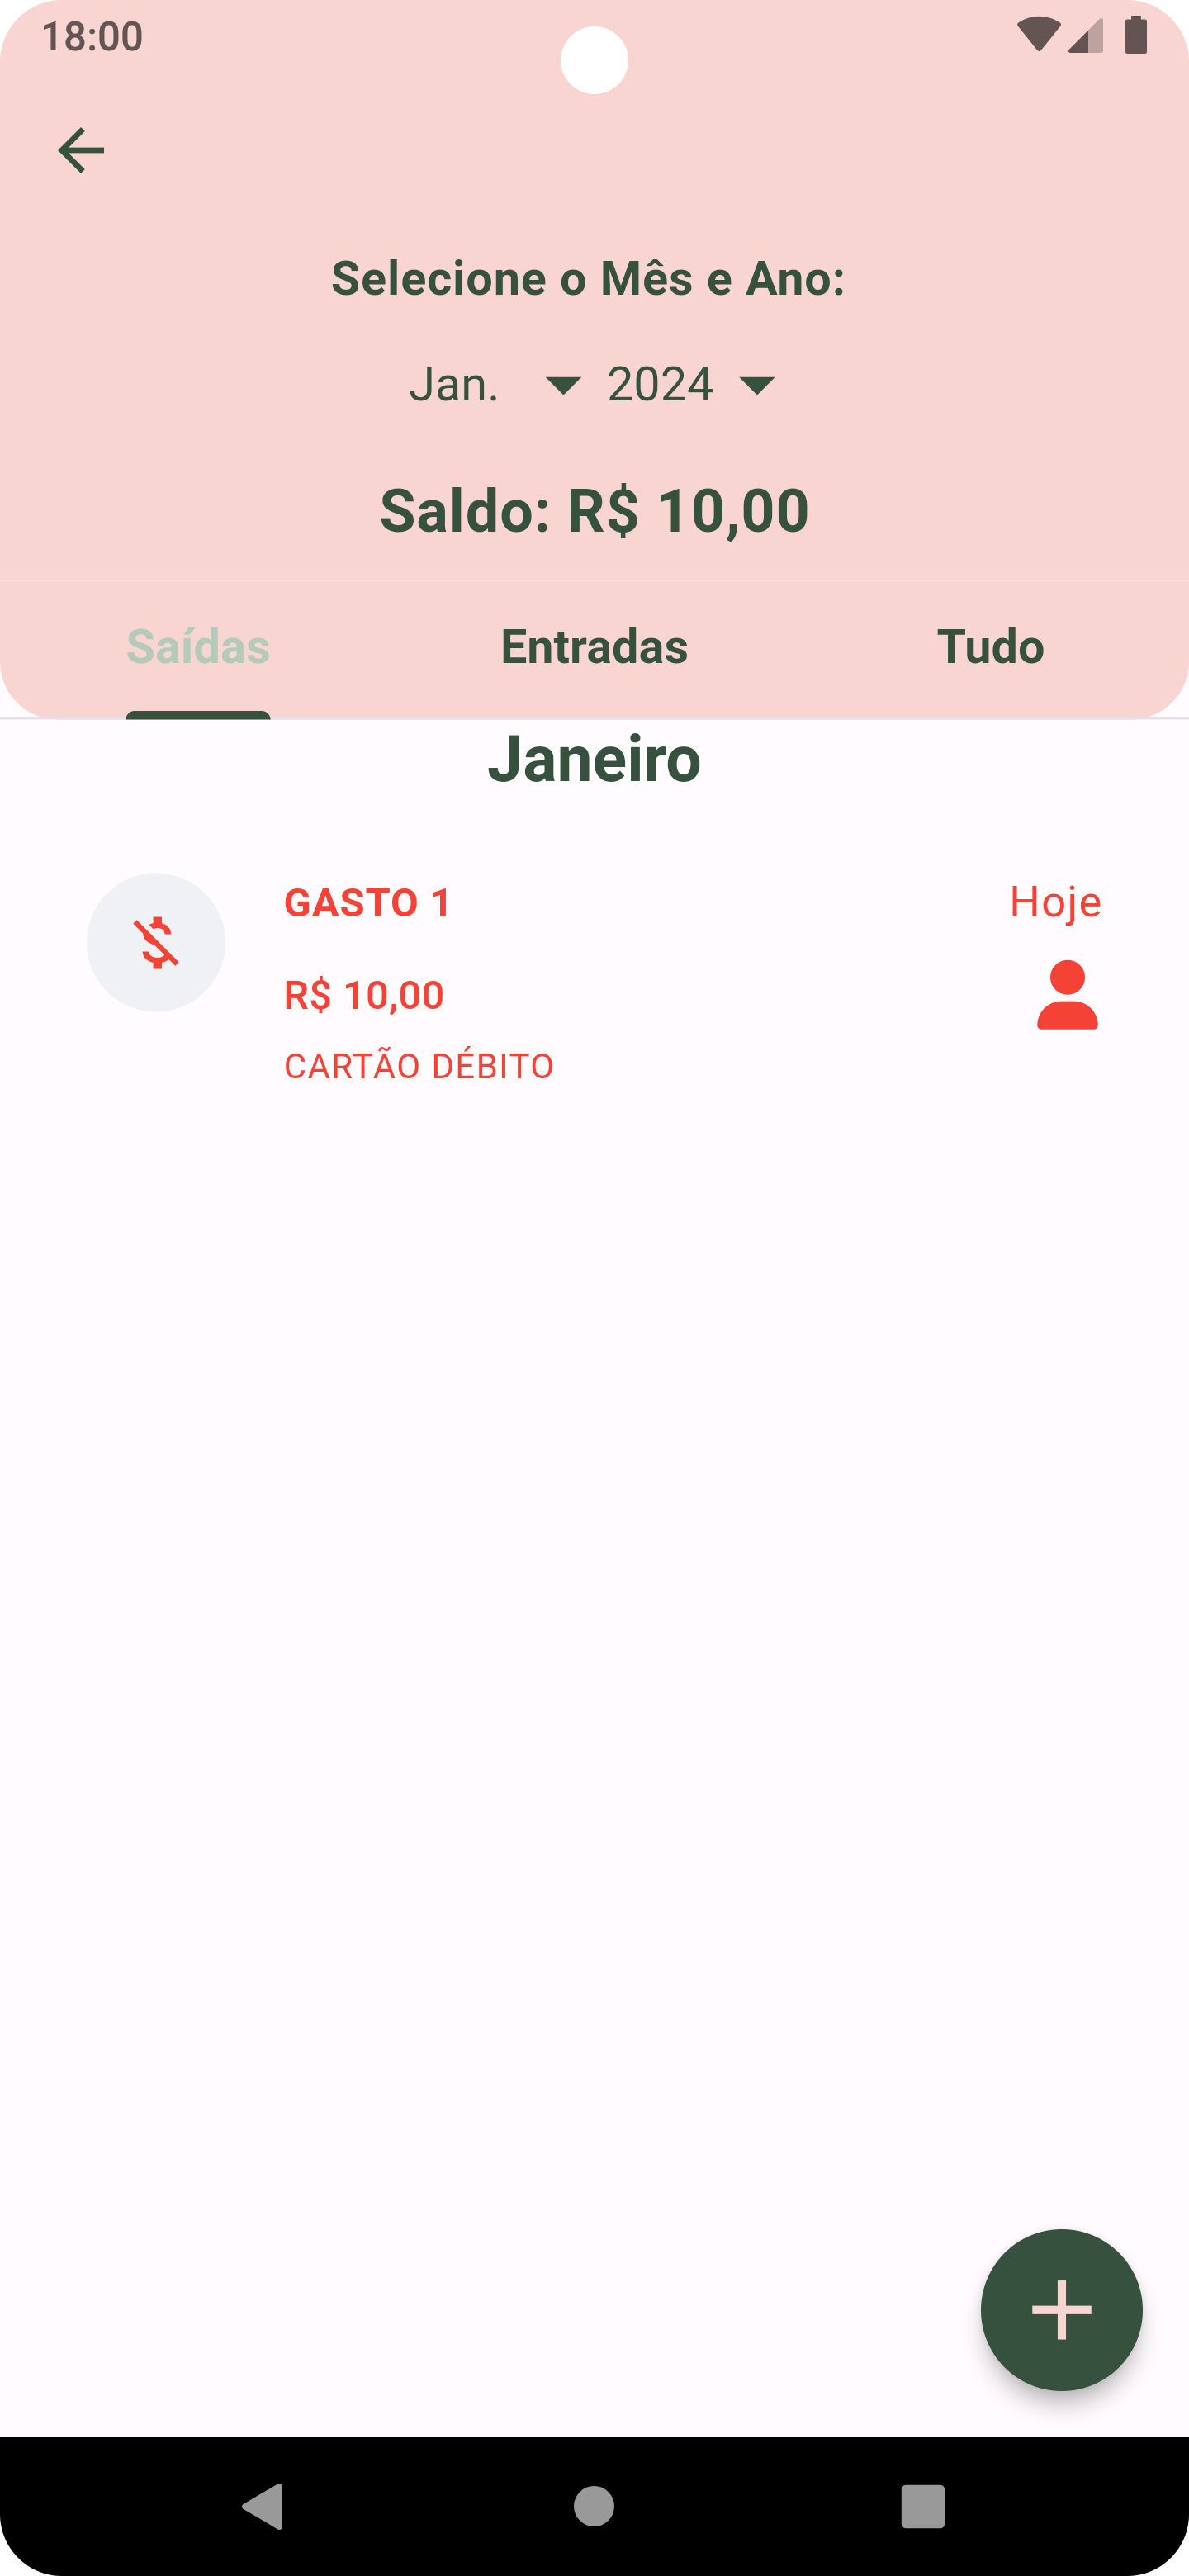 18:00
Selecione o Mês e Ano:
Jan. 2024
Saldo: R$ 10,00
Saídas Entradas Tudo
Janeiro
GASTO 1 Hoje
R$ 10,00
CARTÃO DÉBITO